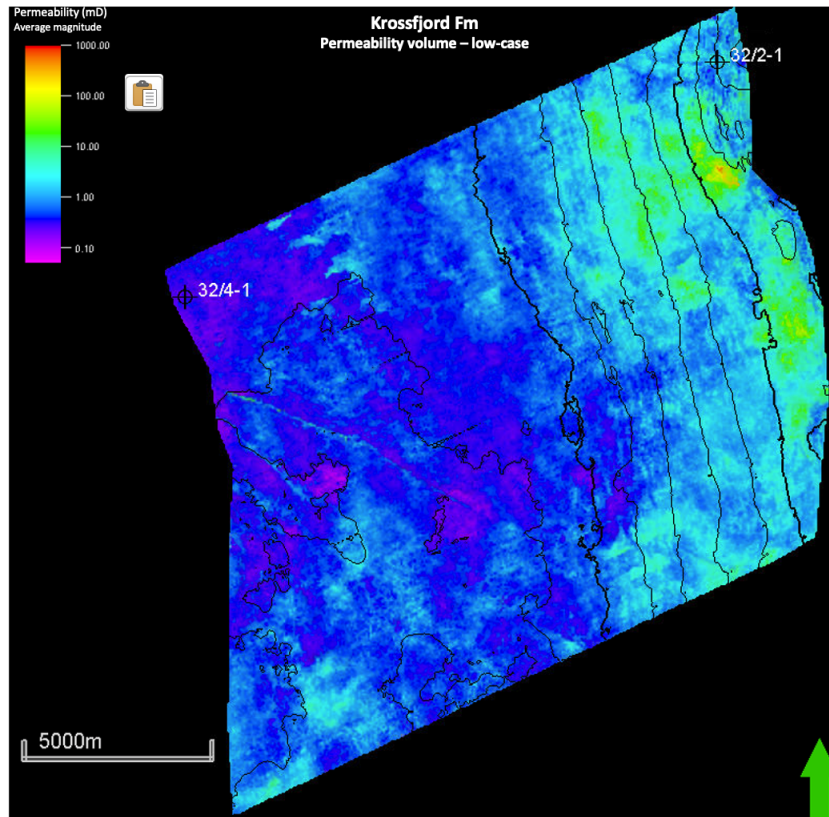 Permeability (mD)
Average magnitude
1000.00
100.00
10.00
1.00
0.10
Krossfjord Fm
Permeability volume – low-case
32/2-1
32/4-1
5000m